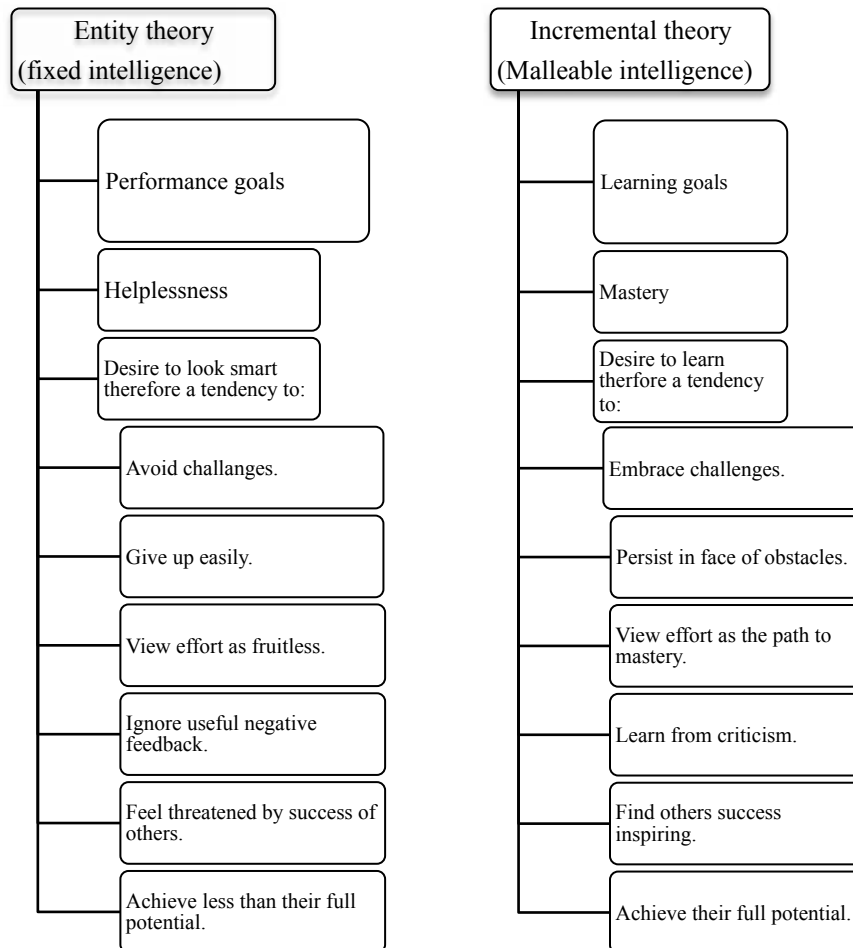 Entity theory
(fixed intelligence)
Performance goals
Helplessness
Desire to look smart
therefore a tendency to:
Avoid challanges.
Give up easily.
View effort as fruitless.
Ignore useful negative
feedback.
Feel threatened by success of
others.
Achieve less than their full
potential.
Incremental theory
(Malleable intelligence)
Learning goals
Mastery
Desire to learn
therfore a tendency
to:
Embrace challenges.
Persist in face of obstacles.
View effort as the path to
mastery.
Learn from criticism.
Find others success
inspiring.
Achieve their full potential.